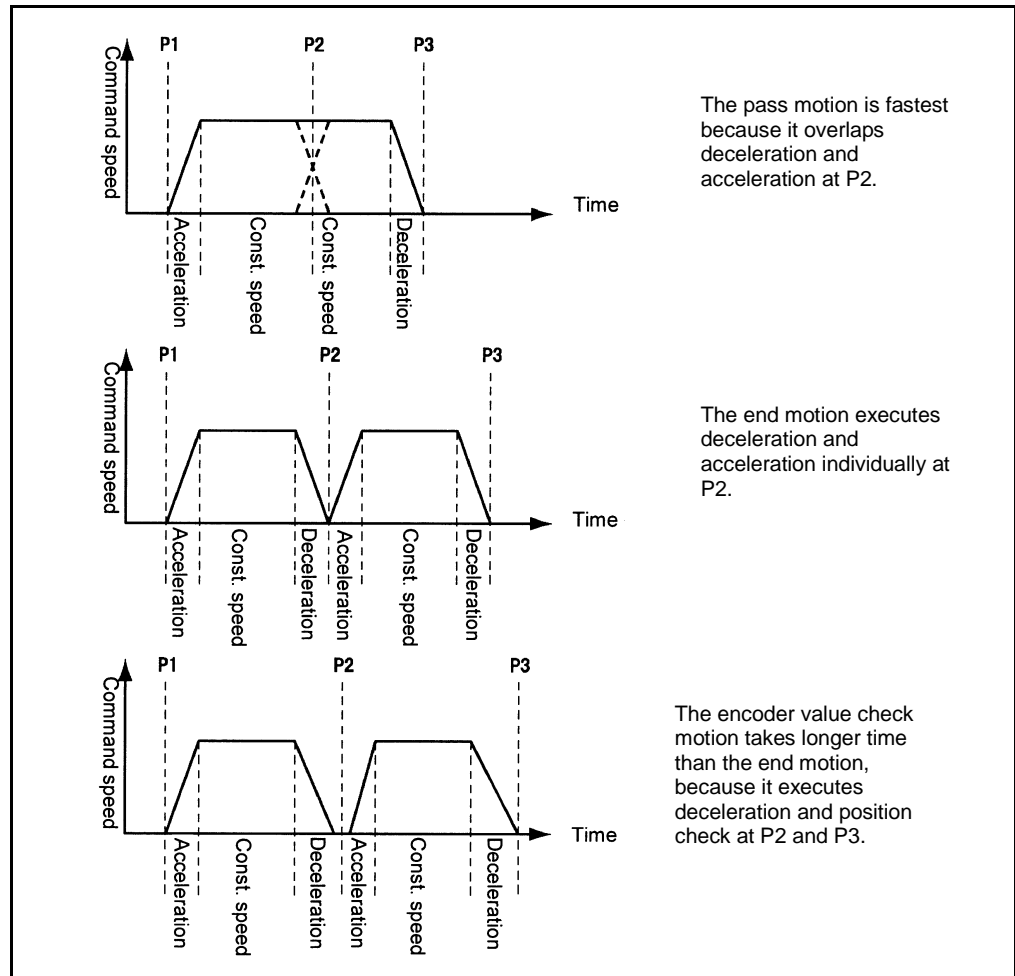 P1 P2 P3
Command speed
The pass motion is fastest
because it overlaps
deceleration and
acceleration at P2.
Time
Acceleration
Const. speed
Const. speed
Deceleration
P1 P2 P3
Command speed
The end motion executes
deceleration and
acceleration individually at
P2.
Time
Acceleration
Const. speed
Deceleration
Acceleration
Const. speed
Deceleration
P1 P2 P3
Command speed
The encoder value check
motion takes longer time
than the end motion,
because it executes
deceleration and position
check at P2 and P3.
Time
Acceleration
Const. speed
Deceleration
Acceleration
Const. speed
Deceleration